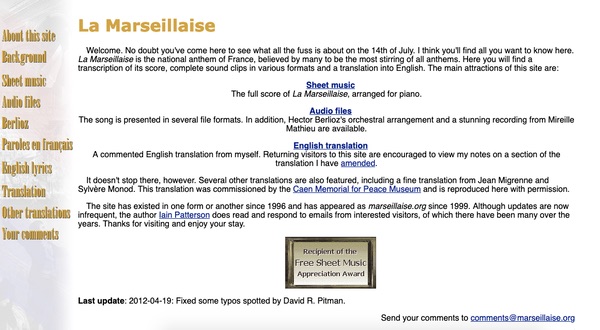 About this site
Background
Sheet music
Audio files
Berlioz
Paroles en français
English lyrics
Translation
Other translations
Your comments
La Marseillaise
Welcome. No doubt you've come here to see what all the fuss is about on the 14th of July. I think you'll find all you want to know here.
La Marseillaise is the national anthem of France, believed by many to be the most stirring of all anthems. Here you will find a
transcription of its score, complete sound clips in various formats and a translation into English. The main attractions of this site are:
Sheet music
The full score of La Marseillaise, arranged for piano.
Audio files
The song is presented in several file formats. In addition, Hector Berlioz's orchestral arrangement and a stunning recording from Mireille
Mathieu are available.
English translation
A commented English translation from myself. Returning visitors to this site are encouraged to view my notes on a section of the
translation I have amended.
It doesn't stop there, however. Several other translations are also featured, including a fine translation from Jean Migrenne and
Sylvère Monod. This translation was commissioned by the Caen Memorial for Peace Museum and is reproduced here with permission.
The site has existed in one form or another since 1996 and has appeared as marseillaise.org since 1999. Although updates are now
infrequent, the author Iain Patterson does read and respond to emails from interested visitors, of which there have been many over the
years. Thanks for visiting and enjoy your stay.
Recipient of the
Free Sheet Music
Appreciation Award
Last update: 2012-04-19: Fixed some typos spotted by David R. Pitman.
Send your comments to comments@marseillaise.org